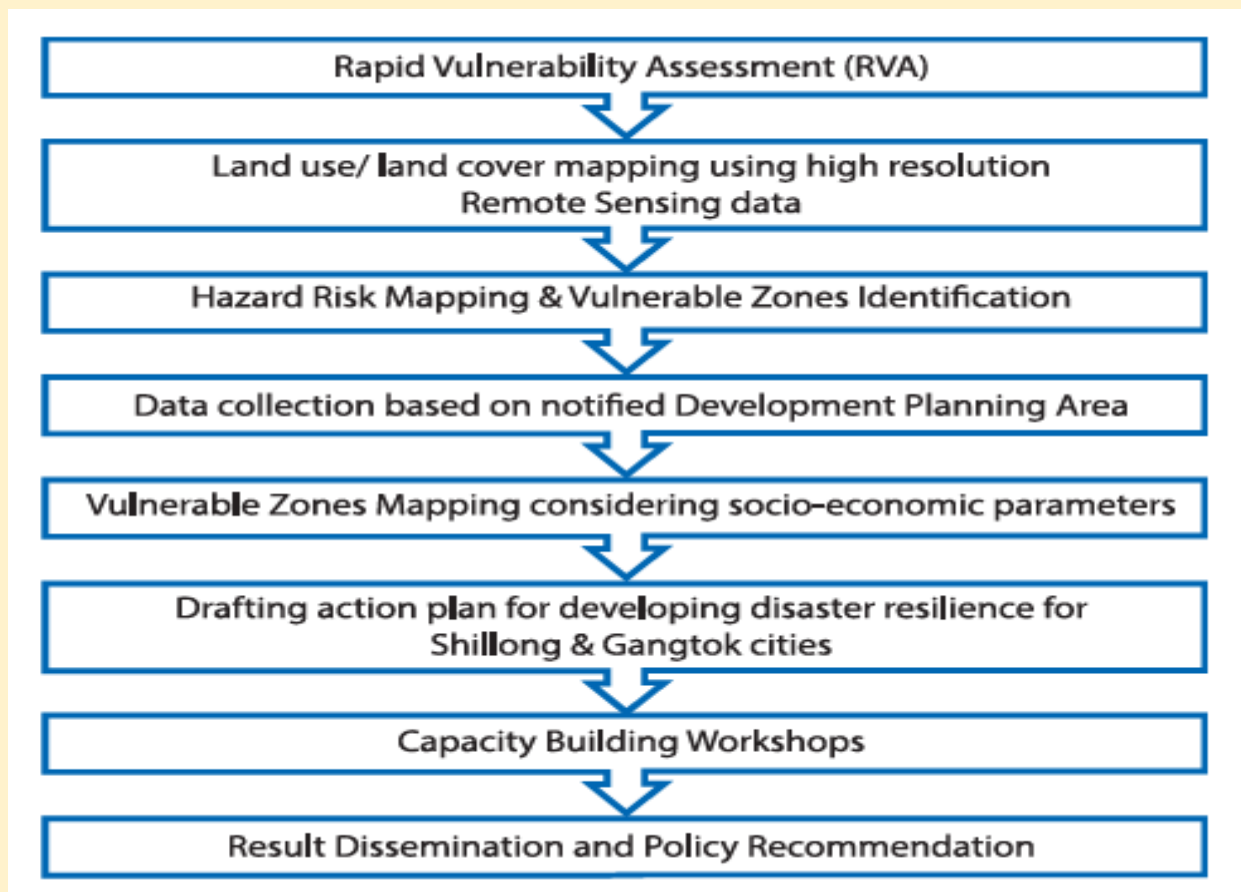 Rapid Vulnerability Assessment (RVA)
Land use/ land cover mapping using high resolution
Remote Sensing data
Hazard Risk Mapping & Vulnerable Zones Identification
Data collection based on notified Development Planning Area
Vulnerable Zones Mapping considering socio-economic parameters
Drafting action plan for developing disaster resilience for
Shillong & Gangtok cities
Capacity Building Workshops
Result Dissemination and Policy Recommendation